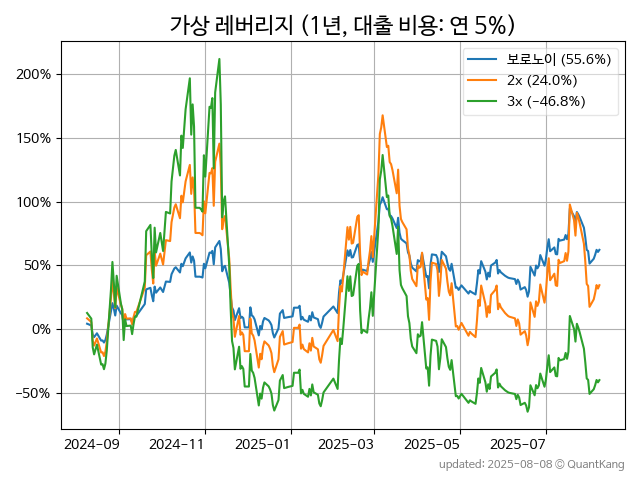 가상 레버리지 (1년, 대출 비용: 연 5%)
보로노이 (55.6%)
2x (24.0%)
3x (−46.8%)
200%
150%
100%
50%
0%
−50%
2024-09
2024-11
2025-01
2025-03
2025-05
2025-07
updated: 2025-08-08 © QuantKang